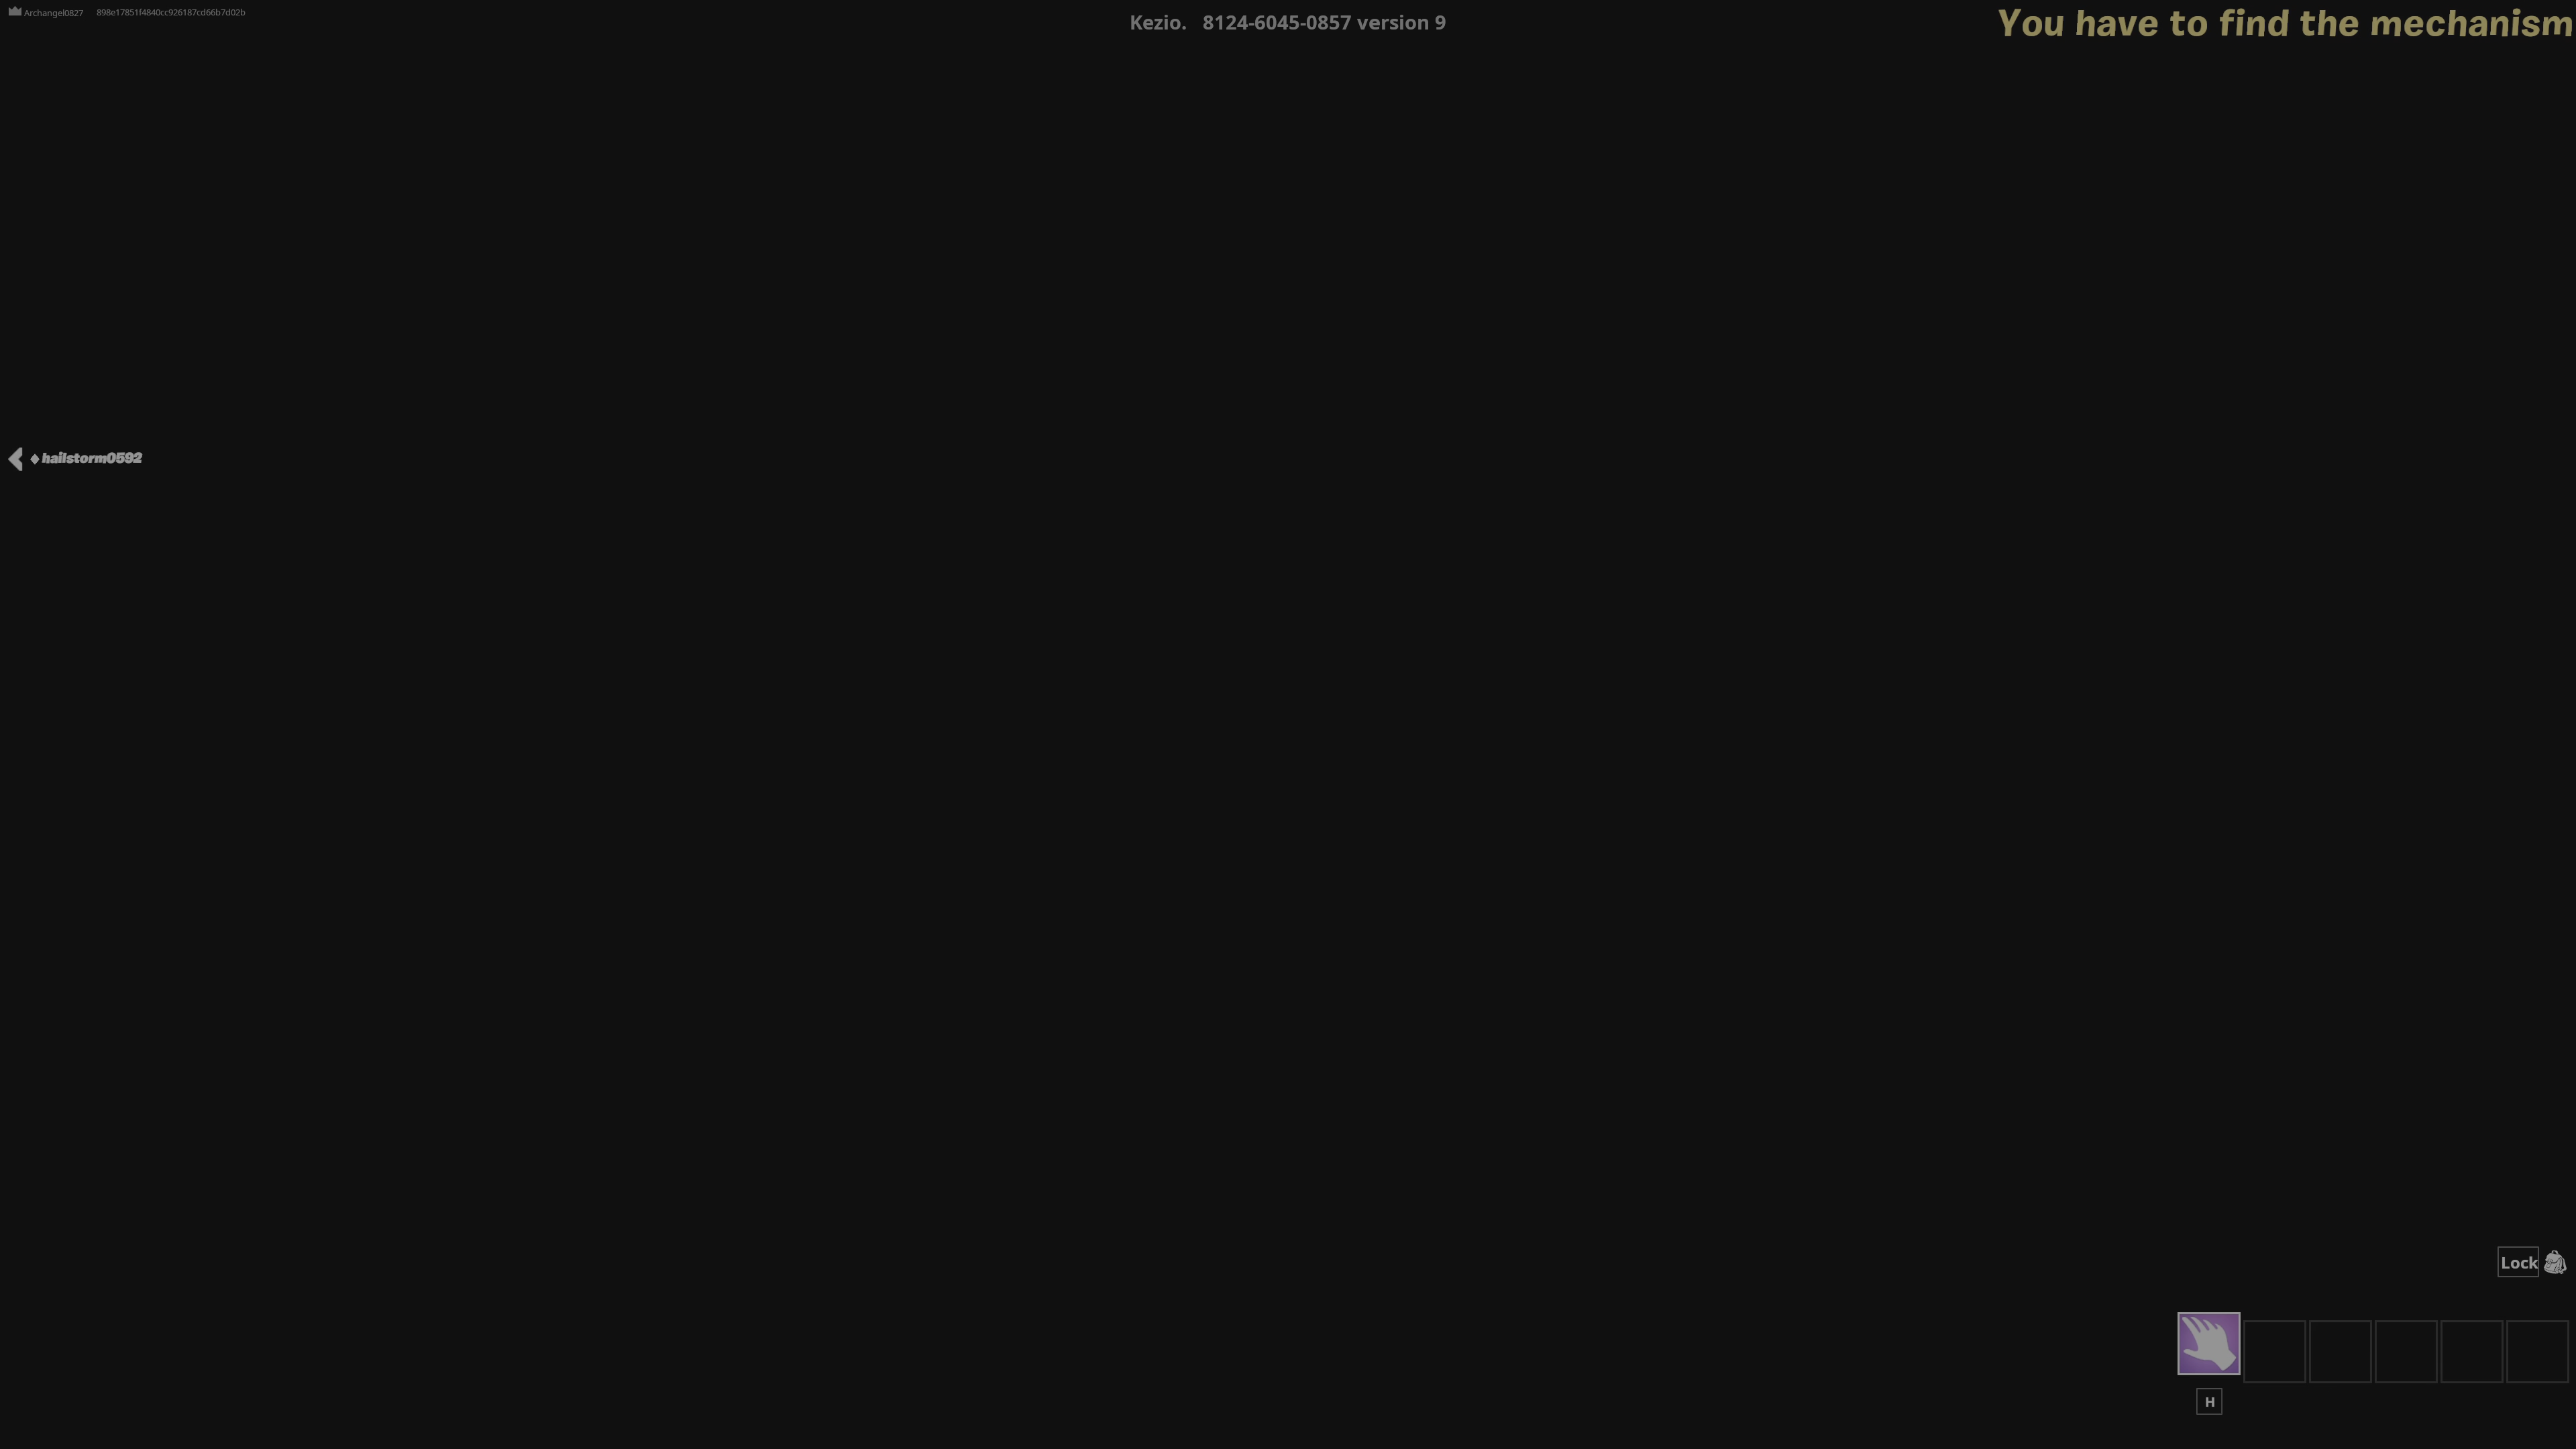 Archangel0827 898e17851f4840cc926187cd66b7d02b
Kezio. 8124-6045-0857 version 9
You have to find the mechanism
hailstorm0592
Lock
H